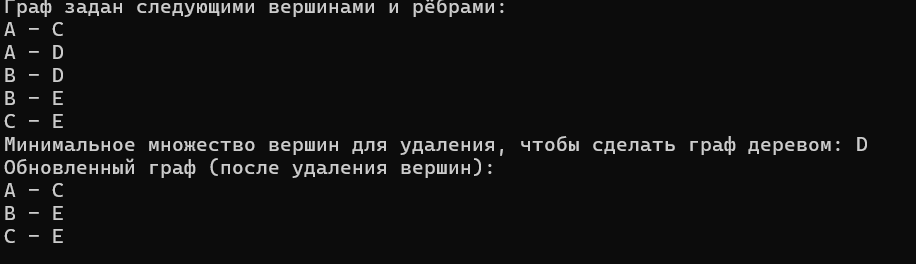 Граф задан следующими вершинами и рёбрами:
A - C
A - D
B - D
B - E
C - E
Минимальное множество вершин для удаления, чтобы сделать граф деревом: D
Обновленный граф (после удаления вершин):
A - C
B - E
C - E